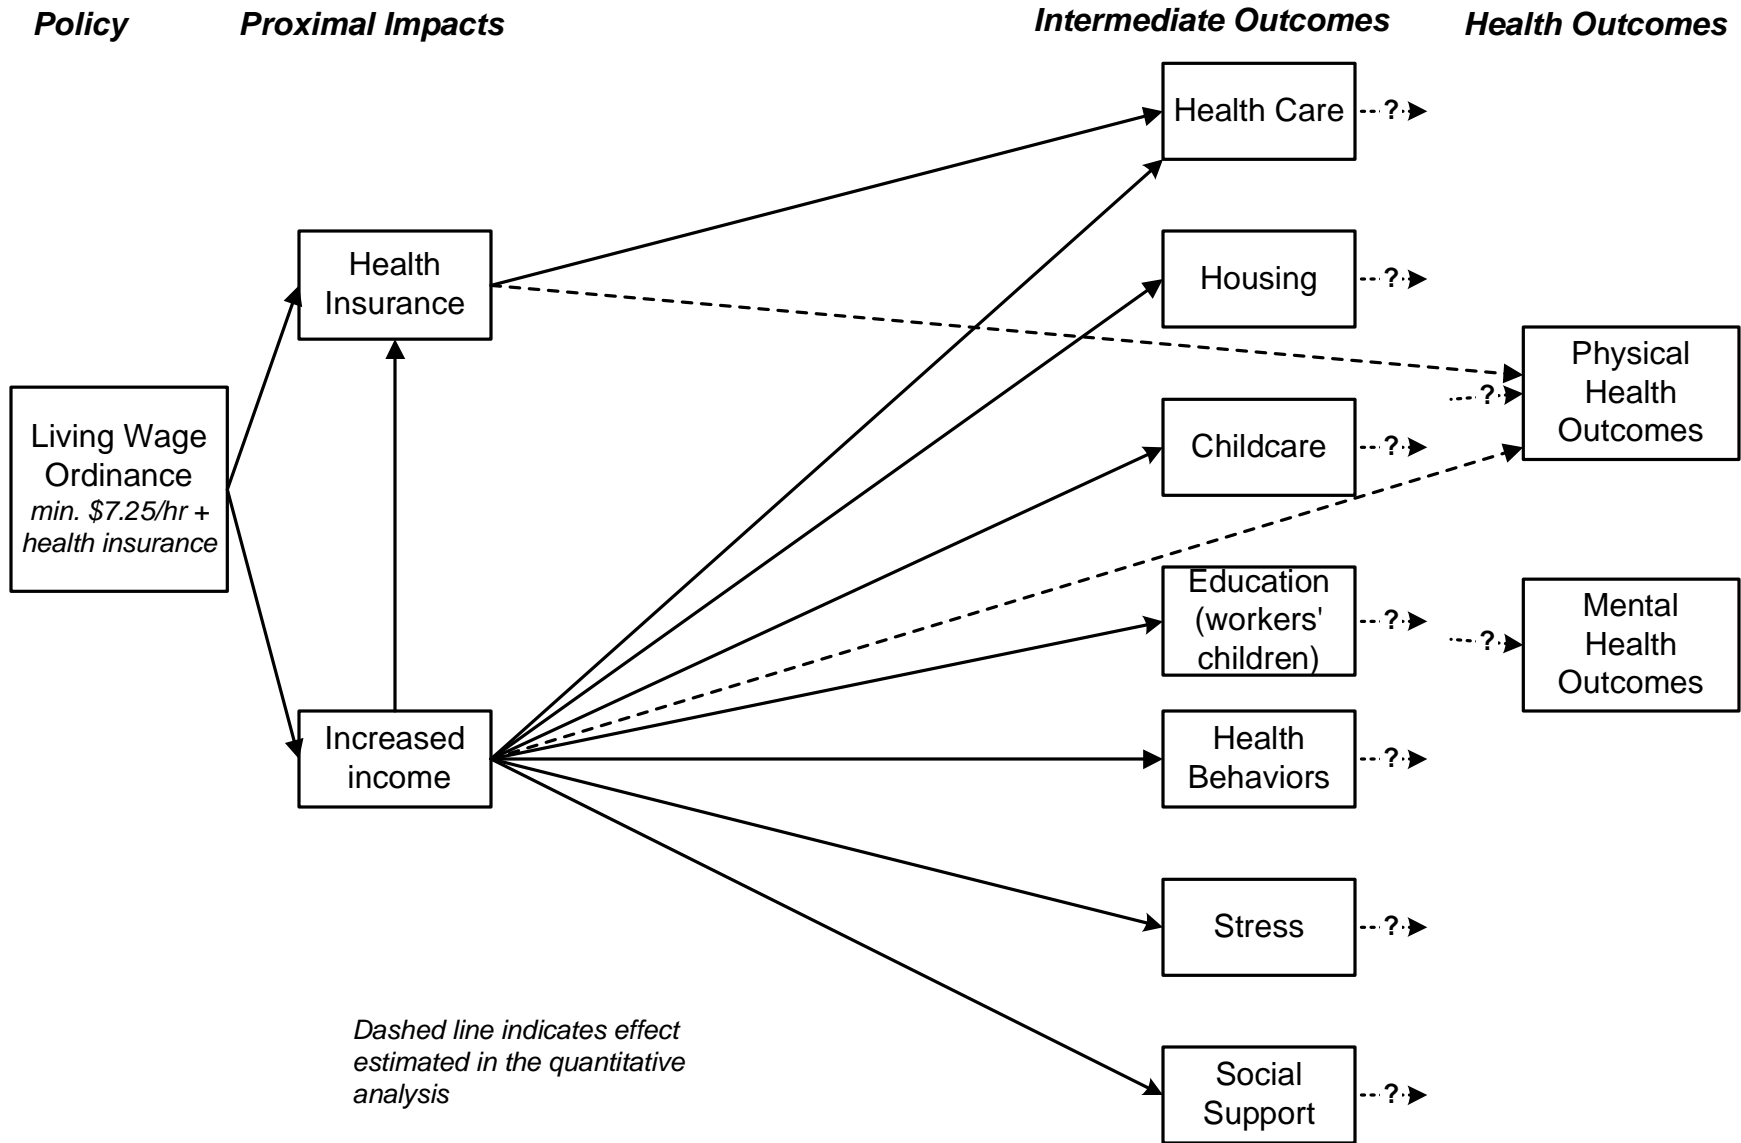 Policy
Proximal Impacts
Intermediate Outcomes
Health Outcomes
Health Care
?
Health
Insurance
Housing
?
Physical
Health
Outcomes
?
Living Wage
Ordinance
min. $7.25/hr +
health insurance
Childcare
?
Education
(workers'
children)
?
?
Mental
Health
Outcomes
Increased
income
Health
Behaviors
?
Stress
?
Dashed line indicates effect
estimated in the quantitative
analysis
Social
Support
?